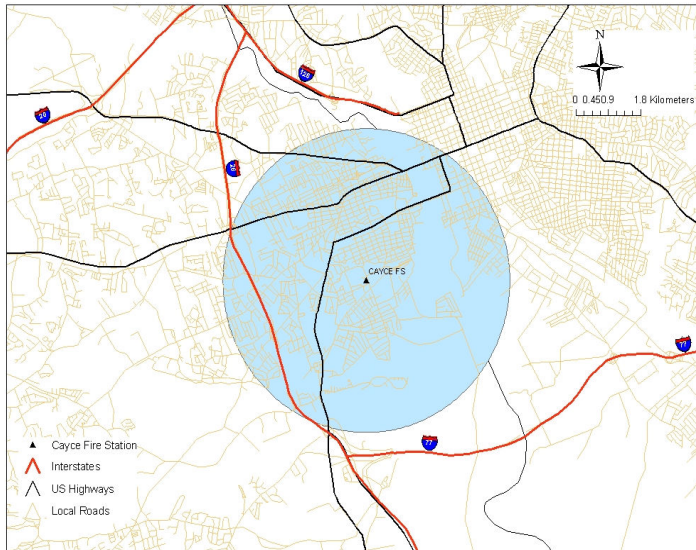 N
0 0.450.9 1.8 Kilometers
126
20
26
CAYCE FS
77
77
Cayce Fire Station
Interstates
US Highways
Local Roads